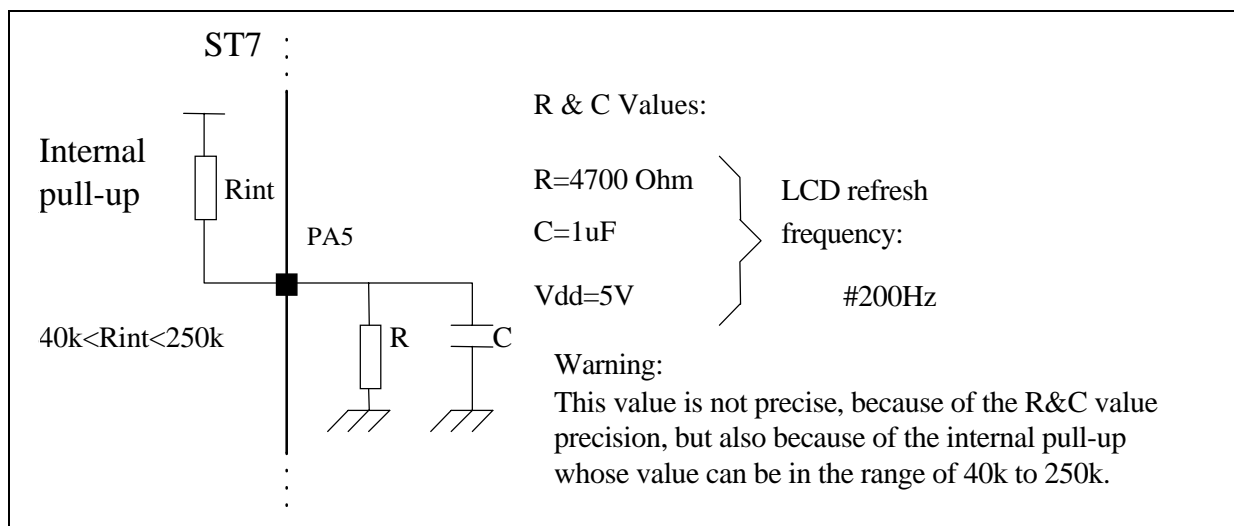 ST7
Internal
pull-up
Rint
PA5
40k<Rint<250k
R
C
R & C Values:
R=4700 Ohm
C=1uF
Vdd=5V
LCD refresh
frequency:
#200Hz
Warning:
This value is not precise, because of the R&C value
precision, but also because of the internal pull-up
whose value can be in the range of 40k to 250k.